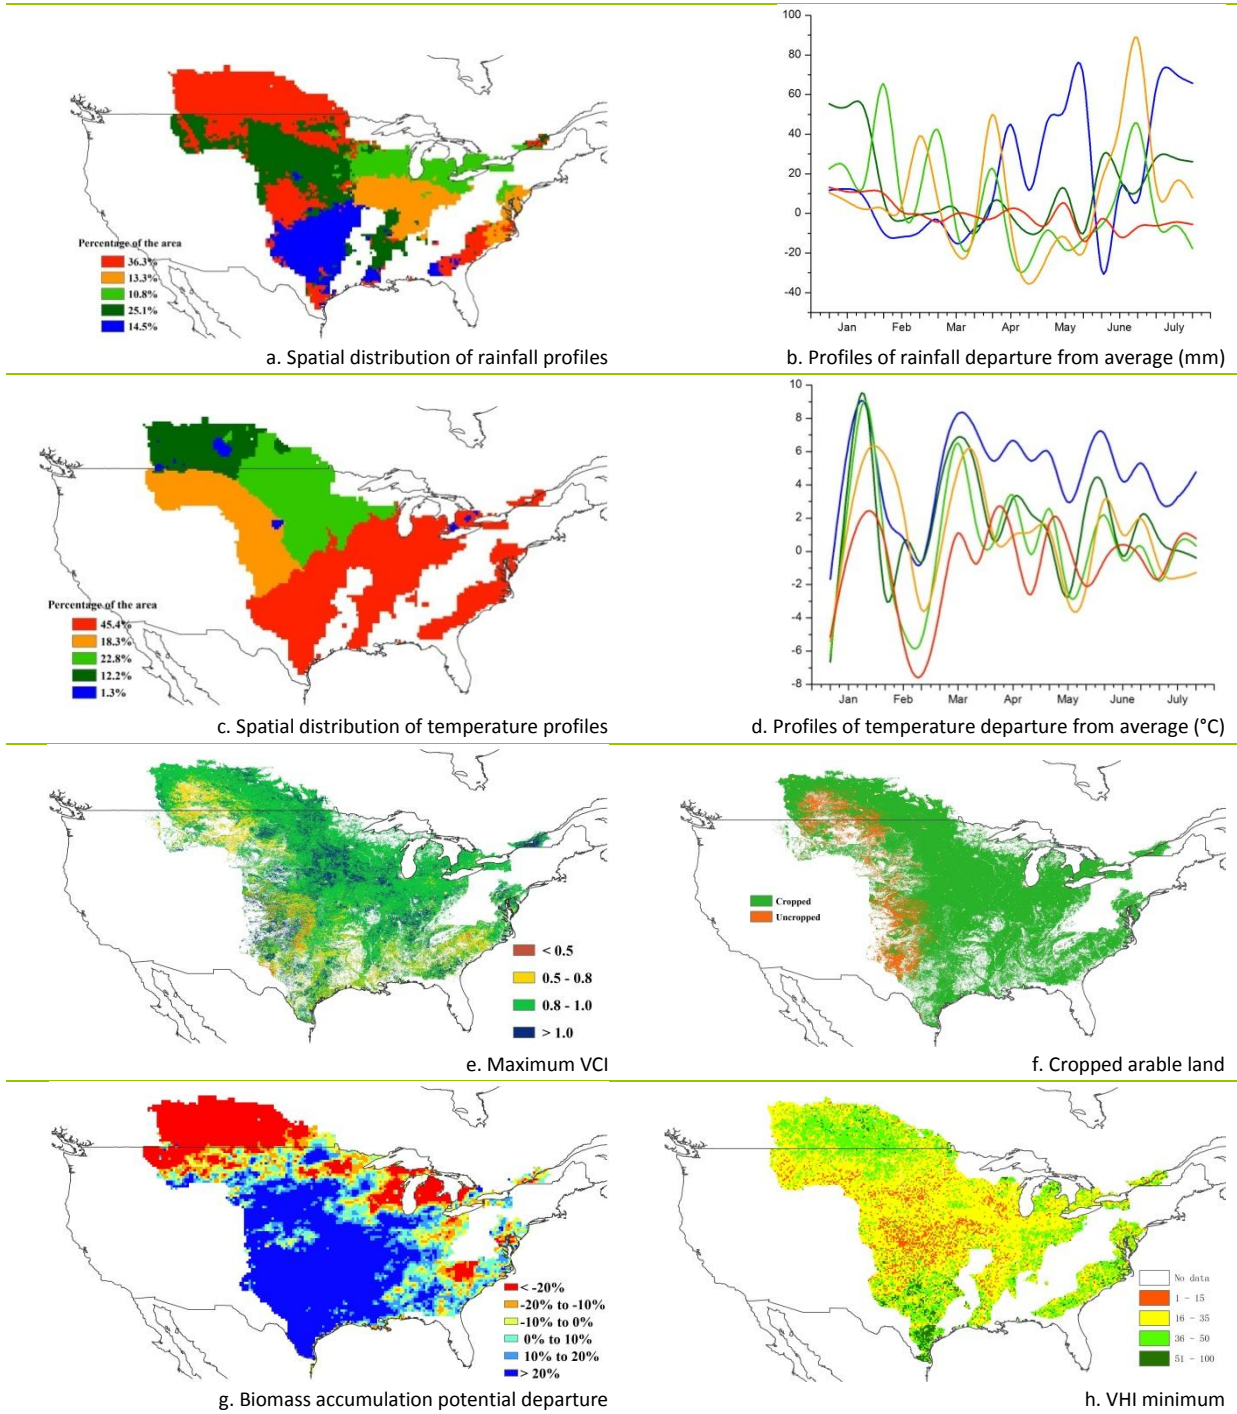 Percentage of the area
36.3%
13.3%
10.8%
25.1%
14.5%
a. Spatial distribution of rainfall profiles
100
80
60
40
20
0
-20
-40
Jan Feb Mar Apr May June July
b. Profiles of rainfall departure from average (mm)
Percentage of the area
45.4%
18.3%
22.8%
12.2%
1.3%
c. Spatial distribution of temperature profiles
10
8
6
4
2
0
-2
-4
-6
-8
Jan Feb Mar Apr May June July
d. Profiles of temperature departure from average (°C)
< 0.5
0.5 - 0.8
0.8 - 1.0
> 1.0
e. Maximum VCI
Cropped
Uncropped
f. Cropped arable land
< -20%
-20% to -10%
-10% to 0%
0% to 10%
10% to 20%
> 20%
g. Biomass accumulation potential departure
No data
1 - 15
16 - 35
36 - 50
51 - 100
h. VHI minimum